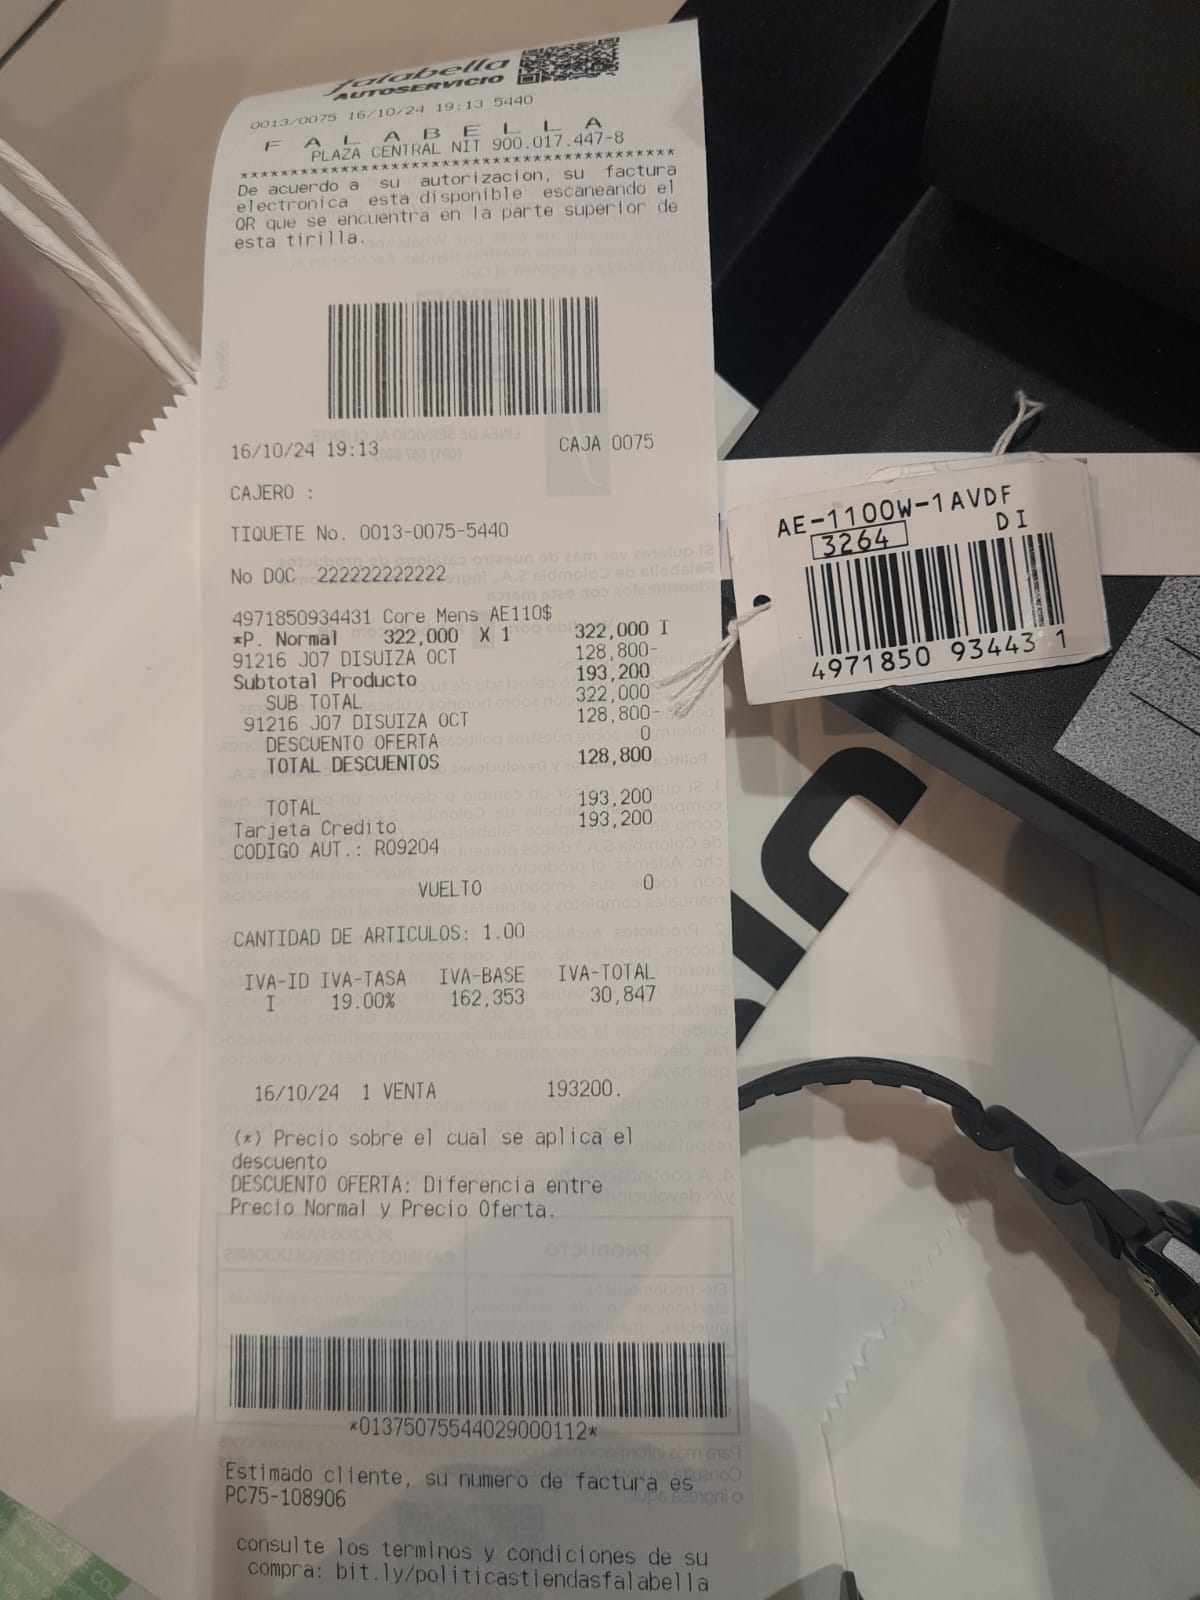 falabella
AUTOSERVICIO
0013/0075 16/10/24 19:13 5440
F A L A B E L L A
PLAZA CENTRAL NIT 900.017.447-8
******************************************
De acuerdo a su autorizacion, su factura
electronica esta disponible escaneando el
QR que se encuentra en la parte superior de
esta tirilla.
16/10/24 19:13 CAJA 0075
CAJERO :
TIQUETE No. 0013-0075-5440
No DOC 222222222222
4971850934431 Core Mens AE110$
*P. Normal 322,000 X 1 322,000 I
91216 J07 DISUIZA OCT 128,800-
Subtotal Producto 193,200
SUB TOTAL 322,000
91216 J07 DISUIZA OCT 128,800-
DESCUENTO OFERTA 0
TOTAL DESCUENTOS 128,800
TOTAL 193,200
Tarjeta Credito 193,200
CODIGO AUT.: R09204
VUELTO 0
CANTIDAD DE ARTICULOS: 1.00
IVA-ID IVA-TASA IVA-BASE IVA-TOTAL
I 19.00% 162,353 30,847
16/10/24 1 VENTA 193200.
(*) Precio sobre el cual se aplica el
descuento
DESCUENTO OFERTA: Diferencia entre
Precio Normal y Precio Oferta.
*01375075544029000112*
Estimado cliente, su numero de factura es
PC75-108906
consulte los terminos y condiciones de su
compra: bit.ly/politicastiendasfalabella
AE-1100W-1AVDF
DI
3264
4971850 93443 1